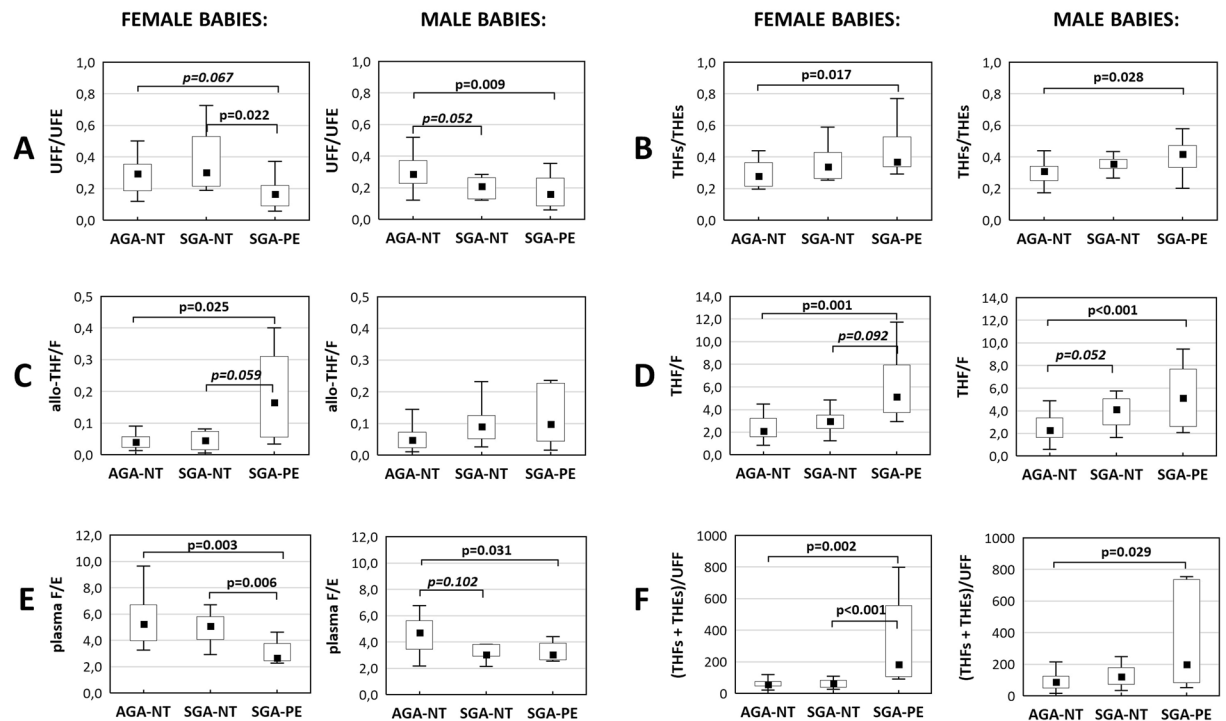 FEMALE BABIES: MALE BABIES: FEMALE BABIES: MALE BABIES:
A
UFF/UFE
1,0
0,8
0,6
0,4
0,2
0,0
p=0.067
p=0.022
AGA-NT SGA-NT SGA-PE
UFF/UFE
1,0
0,8
0,6
0,4
0,2
0,0
p=0.009
p=0.052
AGA-NT SGA-NT SGA-PE
B
THFs/THEs
1,0
0,8
0,6
0,4
0,2
0,0
p=0.017
AGA-NT SGA-NT SGA-PE
THFs/THEs
1,0
0,8
0,6
0,4
0,2
0,0
p=0.028
AGA-NT SGA-NT SGA-PE
C
allo-THF/F
0,5
0,4
0,3
0,2
0,1
0,0
p=0.025
p=0.059
AGA-NT SGA-NT SGA-PE
allo-THF/F
0,5
0,4
0,3
0,2
0,1
0,0
AGA-NT SGA-NT SGA-PE
D
THF/F
14,0
12,0
10,0
8,0
6,0
4,0
2,0
0,0
p=0.001
p=0.092
AGA-NT SGA-NT SGA-PE
THF/F
14,0
12,0
10,0
8,0
6,0
4,0
2,0
0,0
p<0.001
p=0.052
AGA-NT SGA-NT SGA-PE
E
plasma F/E
12,0
10,0
8,0
6,0
4,0
2,0
0,0
p=0.003
p=0.006
AGA-NT SGA-NT SGA-PE
plasma F/E
12,0
10,0
8,0
6,0
4,0
2,0
0,0
p=0.031
p=0.102
AGA-NT SGA-NT SGA-PE
F
(THFs + THEs)/UFF
1000
800
600
400
200
0
p=0.002
p<0.001
AGA-NT SGA-NT SGA-PE
(THFs + THEs)/UFF
1000
800
600
400
200
0
p=0.029
AGA-NT SGA-NT SGA-PE